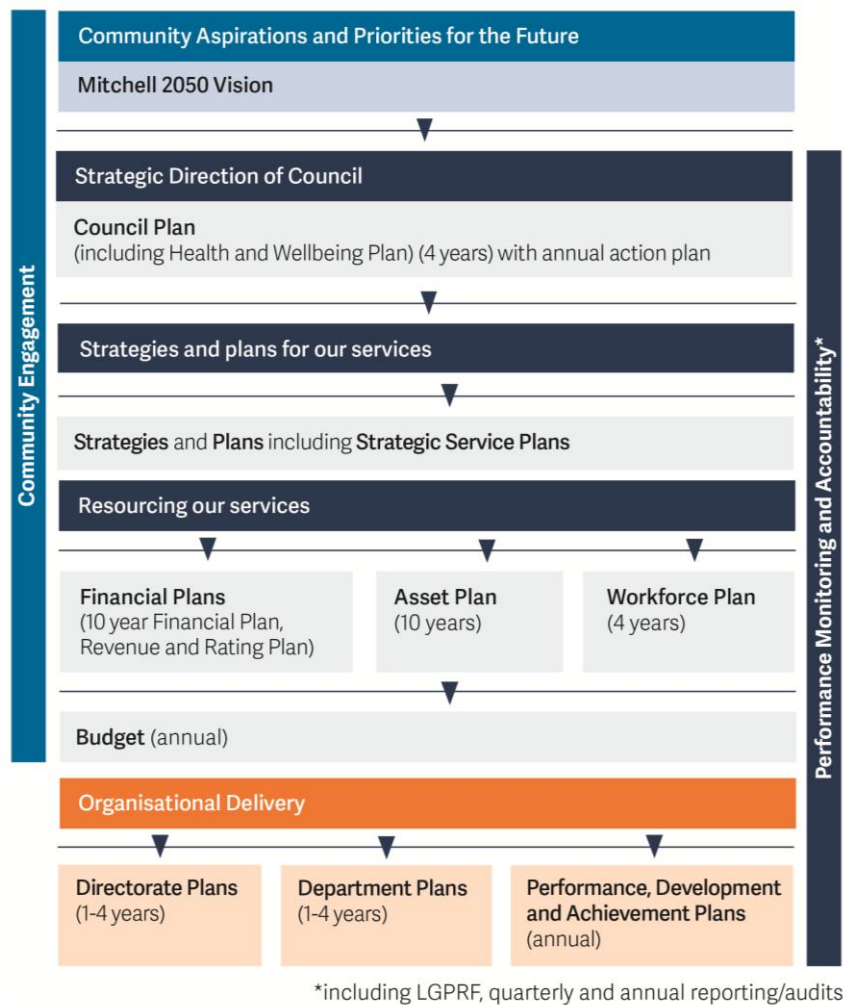 Community Aspirations and Priorities for the Future
Mitchell 2050 Vision
Community Engagement
Strategic Direction of Council
Council Plan
(including Health and Wellbeing Plan) (4 years) with annual action plan
Strategies and plans for our services
Strategies and Plans including Strategic Service Plans
Resourcing our services
Financial Plans
(10 year Financial Plan,
Revenue and Rating Plan)
Asset Plan
(10 years)
Workforce Plan
(4 years)
Budget (annual)
Organisational Delivery
Directorate Plans
(1-4 years)
Department Plans
(1-4 years)
Performance, Development
and Achievement Plans
(annual)
Performance Monitoring and Accountability*
*including LGPRF, quarterly and annual reporting/audits